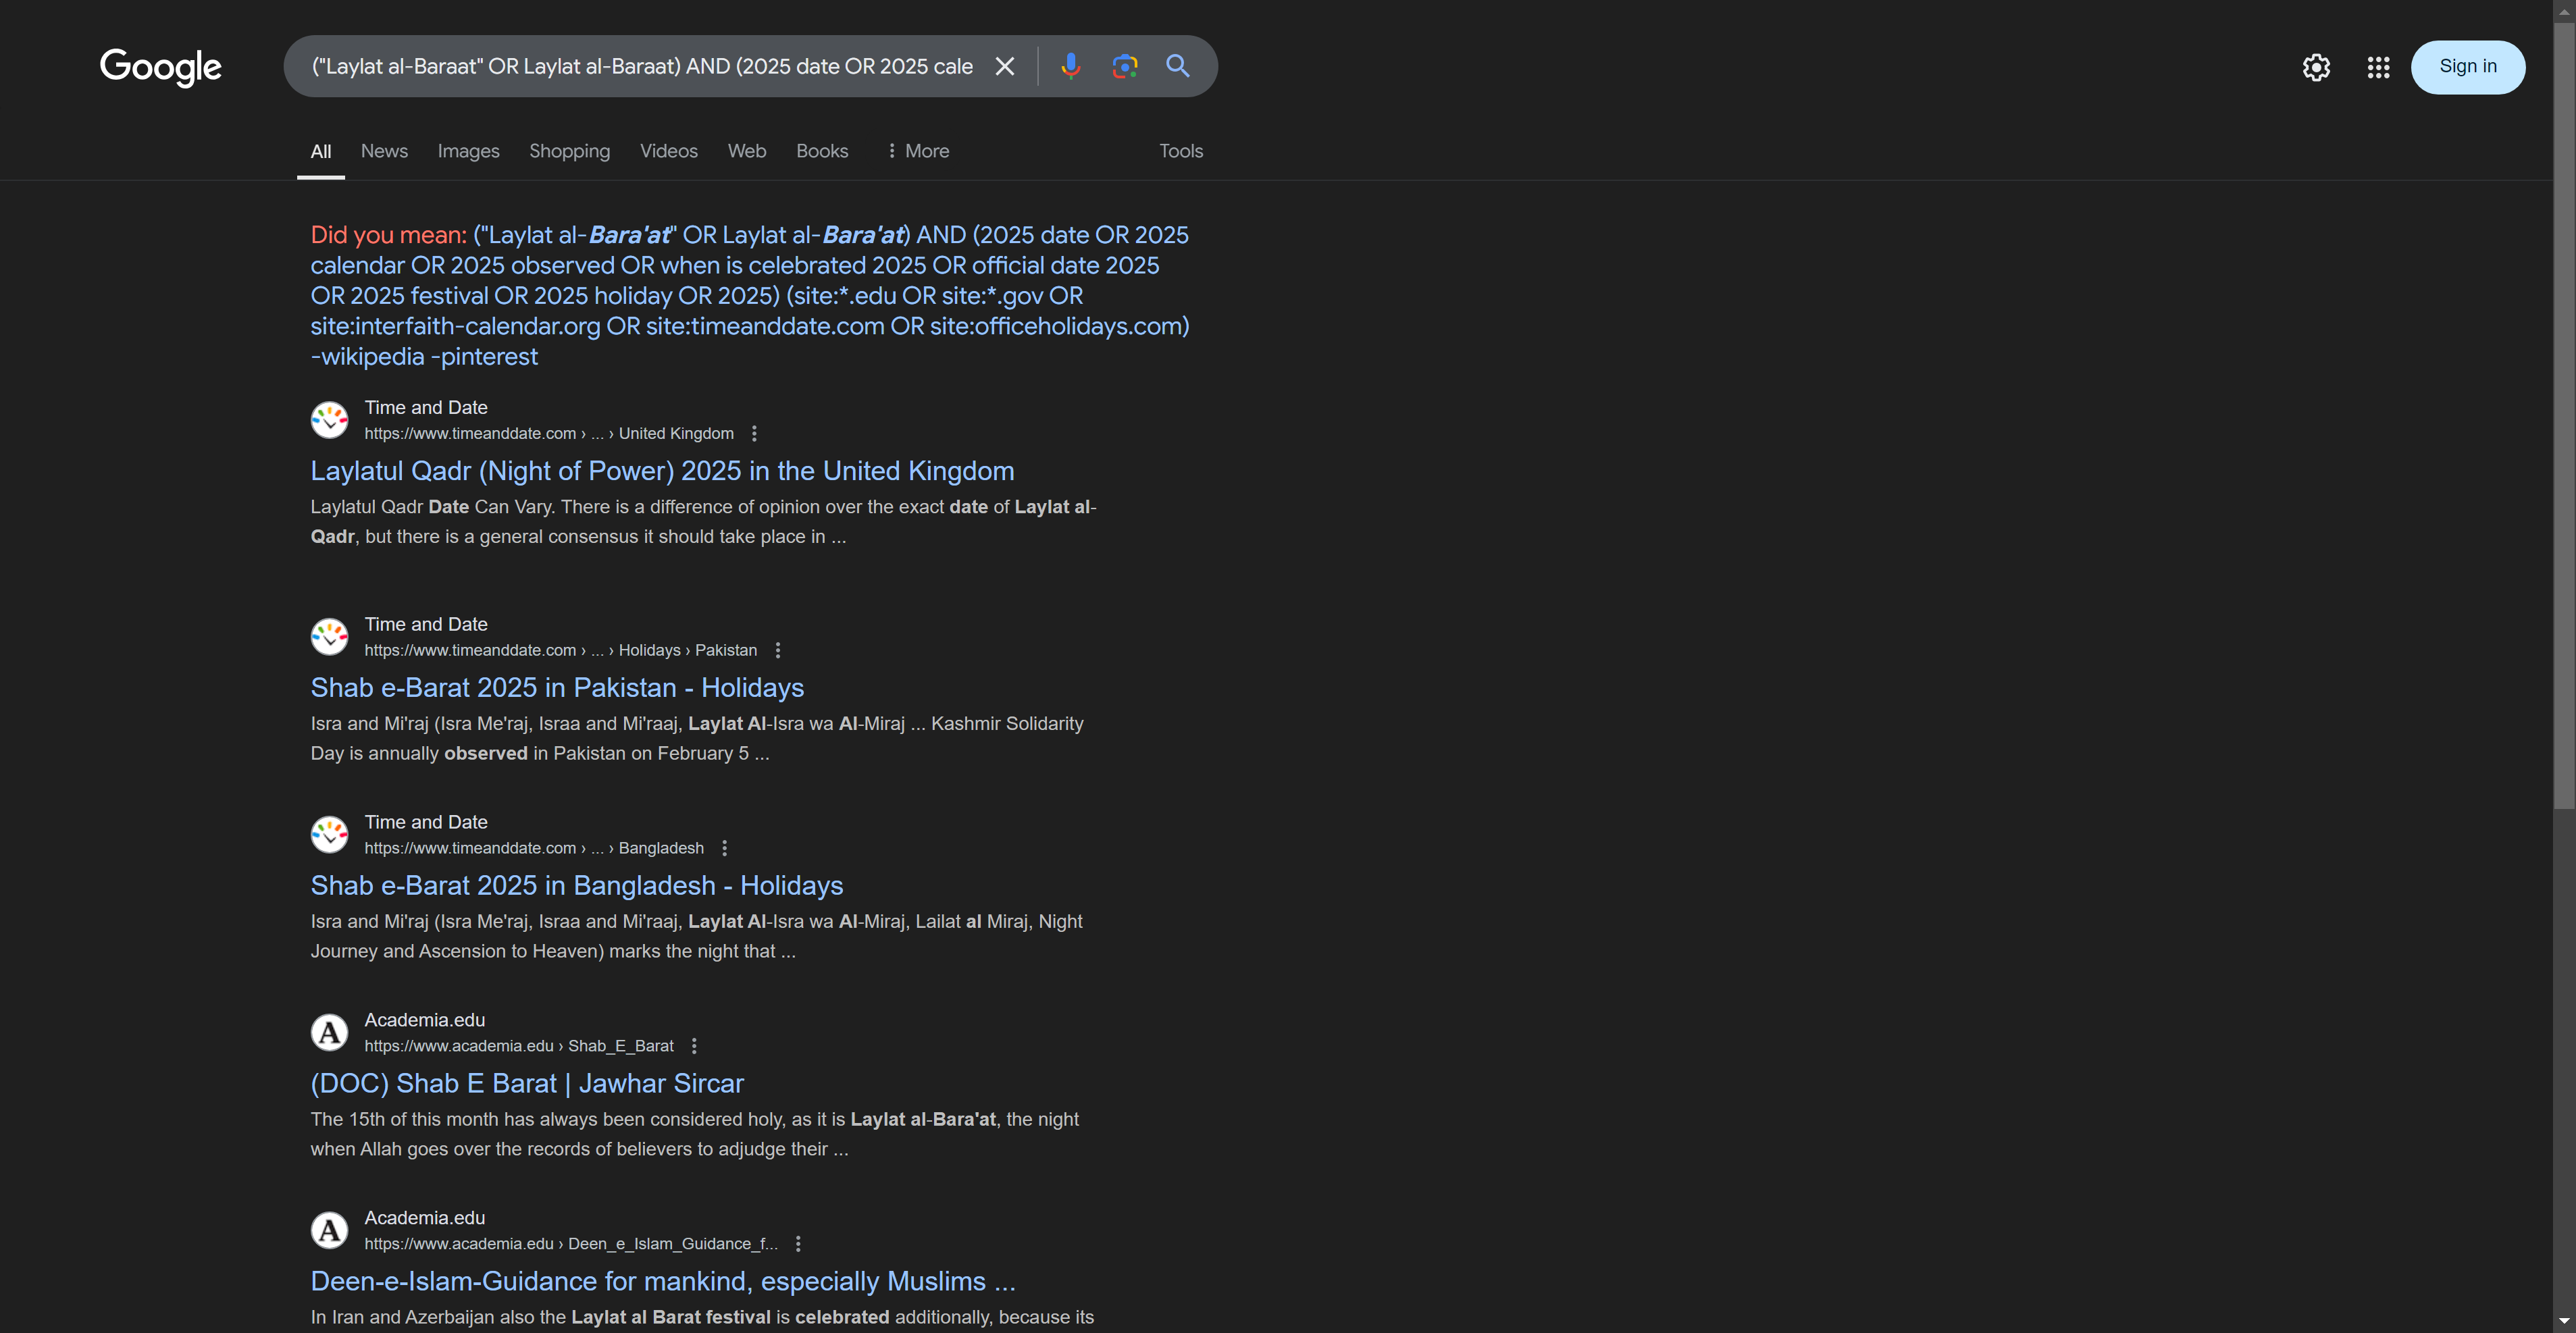 Google
("Laylat al-Baraat" OR Laylat al-Baraat) AND (2025 date OR 2025 cale
Sign in
All News Images Shopping Videos Web Books More Tools
Did you mean: ("Laylat al-Bara'at" OR Laylat al-Bara'at) AND (2025 date OR 2025
calendar OR 2025 observed OR when is celebrated 2025 OR official date 2025
OR 2025 festival OR 2025 holiday OR 2025) (site:*.edu OR site:*.gov OR
site:interfaith-calendar.org OR site:timeanddate.com OR site:officeholidays.com)
-wikipedia -pinterest
Time and Date
https://www.timeanddate.com › ... › United Kingdom
Laylatul Qadr (Night of Power) 2025 in the United Kingdom
Laylatul Qadr Date Can Vary. There is a difference of opinion over the exact date of Laylat al-
Qadr, but there is a general consensus it should take place in ...
Time and Date
https://www.timeanddate.com › ... › Holidays › Pakistan
Shab e-Barat 2025 in Pakistan - Holidays
Isra and Mi'raj (Isra Me'raj, Israa and Mi'raaj, Laylat Al-Isra wa Al-Miraj ... Kashmir Solidarity
Day is annually observed in Pakistan on February 5 ...
Time and Date
https://www.timeanddate.com › ... › Bangladesh
Shab e-Barat 2025 in Bangladesh - Holidays
Isra and Mi'raj (Isra Me'raj, Israa and Mi'raaj, Laylat Al-Isra wa Al-Miraj, Lailat al Miraj, Night
Journey and Ascension to Heaven) marks the night that ...
A
Academia.edu
https://www.academia.edu › Shab_E_Barat
(DOC) Shab E Barat | Jawhar Sircar
The 15th of this month has always been considered holy, as it is Laylat al-Bara'at, the night
when Allah goes over the records of believers to adjudge their ...
A
Academia.edu
https://www.academia.edu › Deen_e_Islam_Guidance_f...
Deen-e-Islam-Guidance for mankind, especially Muslims ...
In Iran and Azerbaijan also the Laylat al Barat festival is celebrated additionally, because its